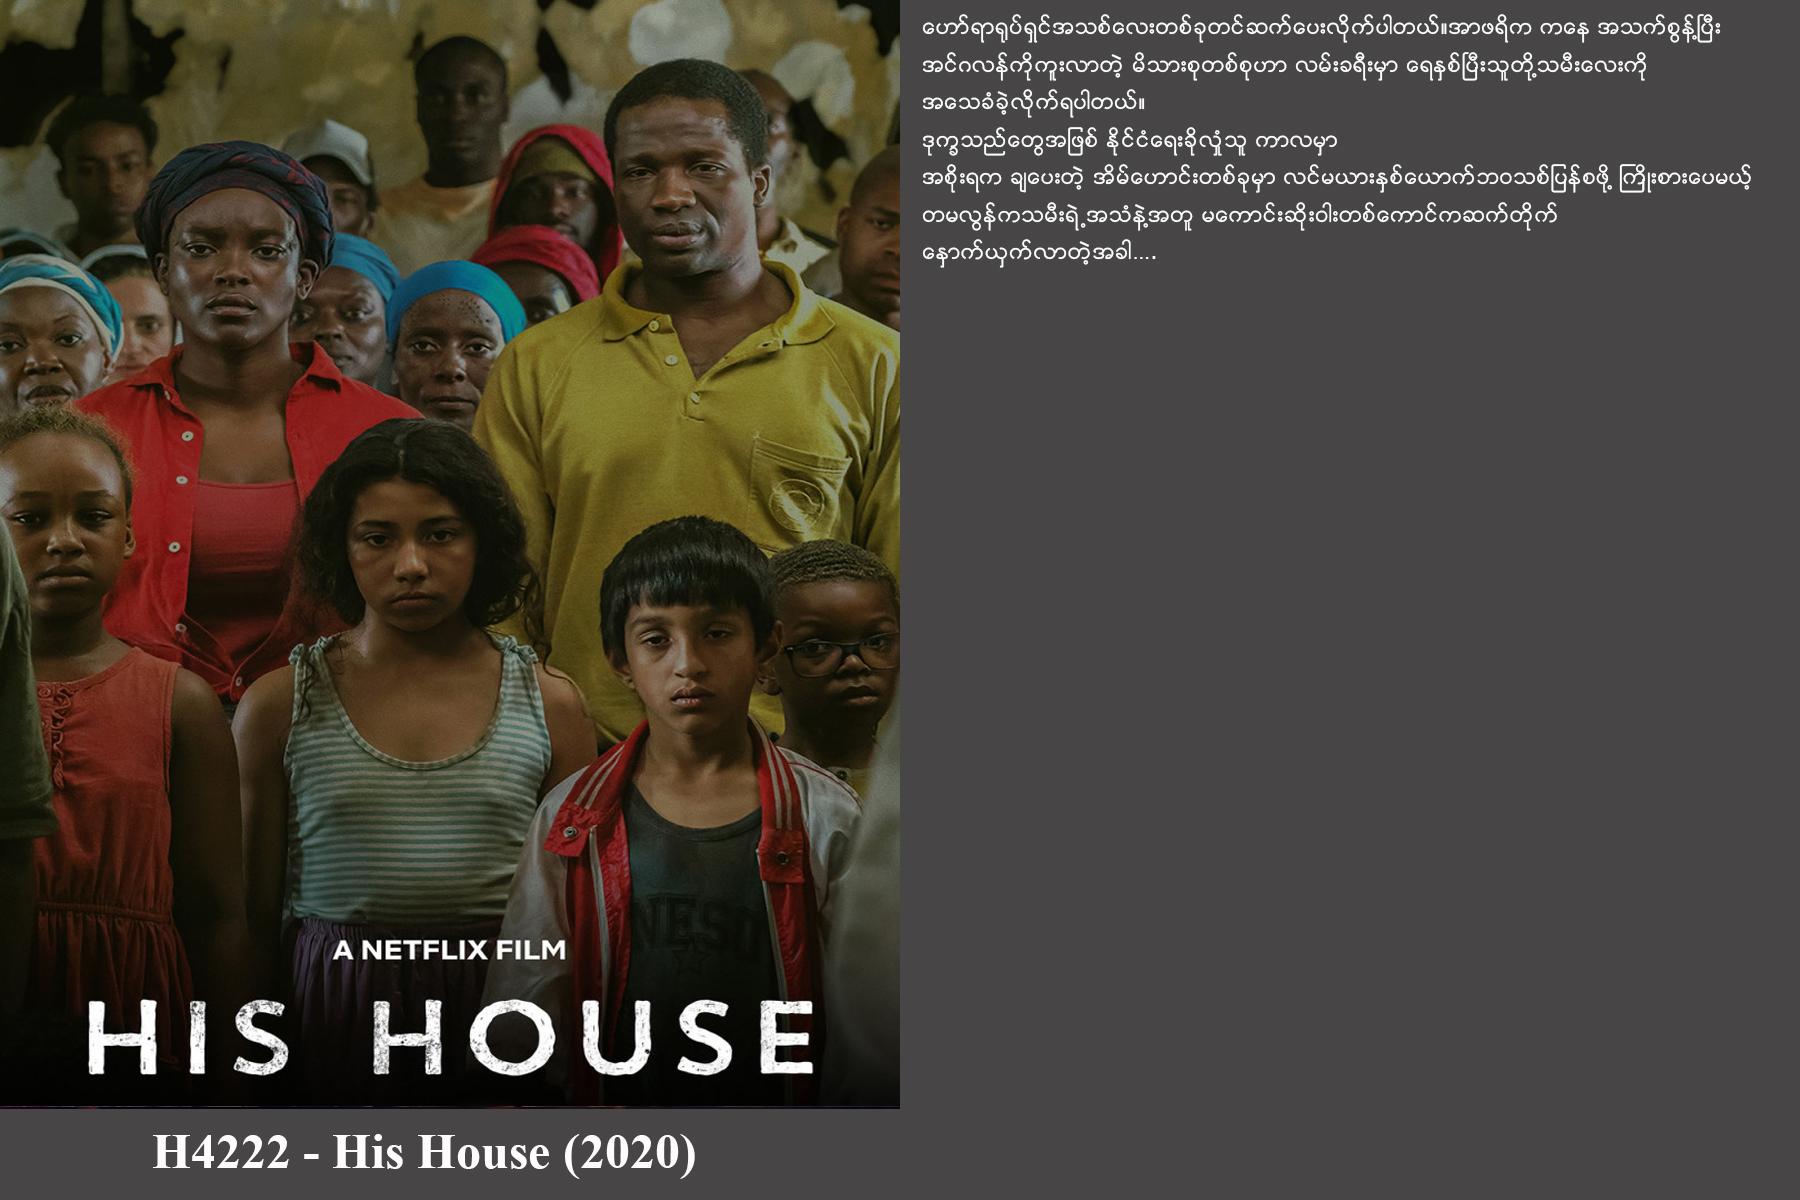 ဟော်ရာရုပ်ရှင်အသစ်လေးတစ်ခုတင်ဆက်ပေးလိုက်ပါတယ်။အာဖရိက ကနေ အသက်စွန့်ပြီး
အင်ဂလန်ကိုကူးလာတဲ့ မိသားစုတစ်စုဟာ လမ်းခရီးမှာ ရေနှစ်ပြီးသူတို့သမီးလေးကို
အသေခံခဲ့လိုက်ရပါတယ်။
ဒုက္ခသည်တွေအဖြစ် နိုင်ငံရေးခိုလှုံသူ ကာလမှာ
အစိုးရက ချပေးတဲ့ အိမ်ဟောင်းတစ်ခုမှာ လင်မယားနှစ်ယောက်ဘဝသစ်ပြန်စဖို့ ကြိုးစားပေမယ့်
တမလွန်ကသမီးရဲ့အသံနဲ့အတူ မကောင်းဆိုးဝါးတစ်ကောင်ကဆက်တိုက်
နှောက်ယှက်လာတဲ့အခါ....
A NETFLIX FILM
HIS HOUSE
H4222 - His House (2020)